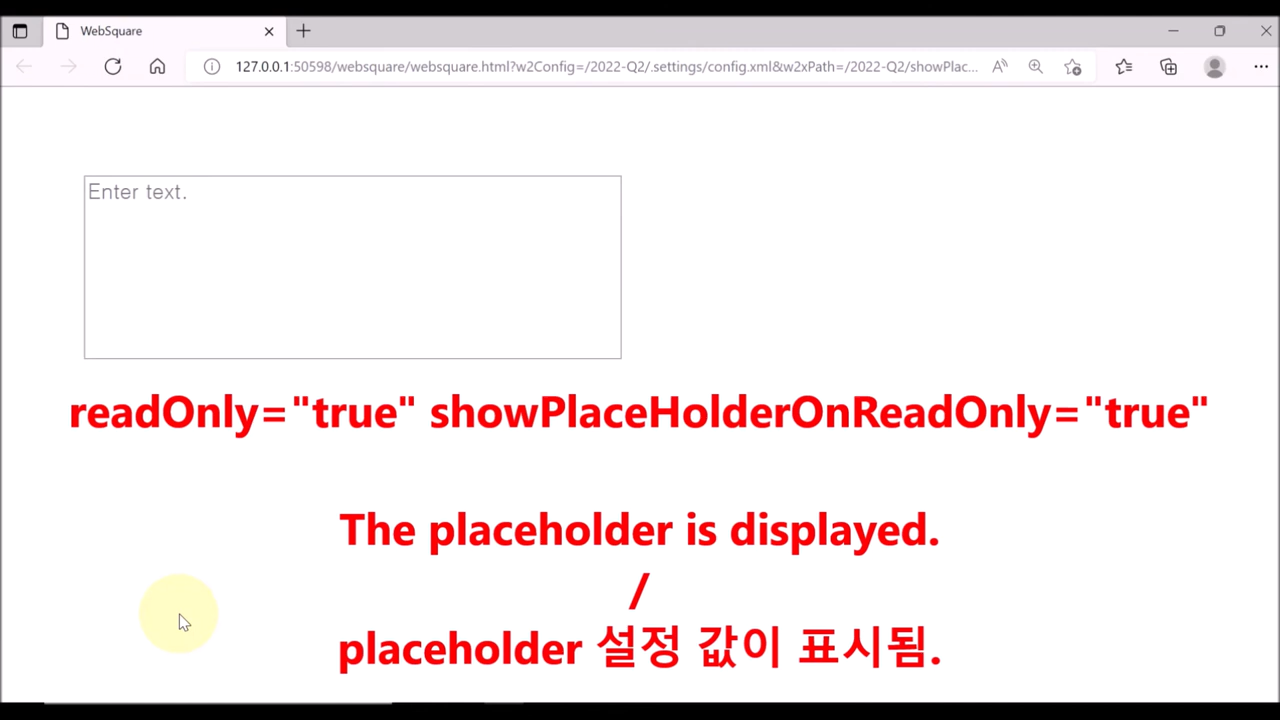 WebSquare
127.0.0.1:50598/websquare/websquare.html?w2Config=/2022-Q2/.settings/config.xml&w2xPath=/2022-Q2/showPlac...
Enter text.
readOnly="true" showPlaceHolderOnReadOnly="true"
The placeholder is displayed.
/
placeholder 설정 값이 표시됨.